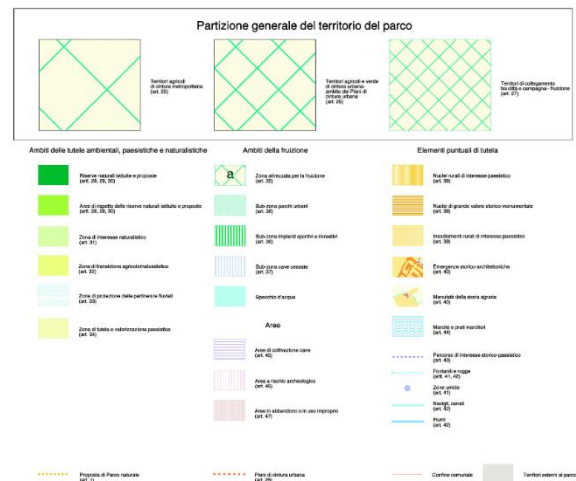 Partizione generale del territorio del parco
Territori agricoli
di cintura metropolitana
(art. 25)
Territori agricoli e verde
di cintura urbana-
ambito dei Piani di
cintura urbana
(art. 26)
Territori di collegamento
tra città e campagna - fruizione
(art. 27)
Ambiti delle tutele ambientali, paesistiche e naturalistiche
Riserve naturali istituite e proposte
(artt. 28, 29, 30)
Aree di rispetto delle riserve naturali istituite e proposte
(artt. 28, 29, 30)
Zona di interesse naturalistico
(art. 31)
Zona di transizione agricolo/naturalistico
(art. 32)
Zona di protezione delle pertinenze fluviali
(art. 33)
Zona di tutela e valorizzazione paesistica
(art. 34)
Ambiti della fruizione
a
Zona attrezzata per la fruizione
(art. 35)
Sub-zona parchi urbani
(art. 36)
Sub-zona impianti sportivi e ricreativi
(art. 36)
Sub-zona cave cessate
(art. 37)
Specchio d'acqua
Aree
Aree di coltivazione cave
(art. 45)
Area a rischio archeologico
(art. 46)
Aree in abbandono o in uso improprio
(art. 47)
Elementi puntuali di tutela
Nuclei rurali di interesse paesistico
(art. 38)
Nuclei di grande valore storico-monumentale
(art. 38)
Insediamenti rurali di interesse paesistico
(art. 39)
Emergenze storico-architettoniche
(art. 40)
Manufatti della storia agraria
(art. 40)
Marcite e prati marcitori
(art. 44)
Percorso di interesse storico-paesistico
(art. 43)
Fontanili e rogge
(artt. 41, 42)
Zone umide
(art. 41)
Navigli, canali
(art. 42)
Fiumi
(art. 42)
Proposta di Parco naturale
(art. 1)
Piani di cintura urbana
(art. 26)
Confine comunale
Territori esterni al parco